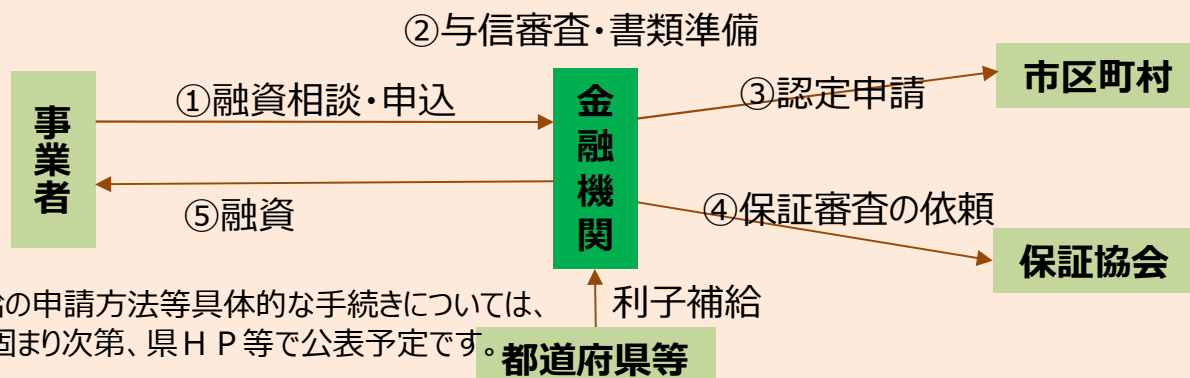 ②与信審査・書類準備
市区町村
①融資相談・申込
③認定申請
事業者
金融機関
⑤融資
④保証審査の依頼
保証協会
の申請方法等具体的な手続きについては、
固まり次第、県ＨＰ等で公表予定です。
利子補給
都道府県等